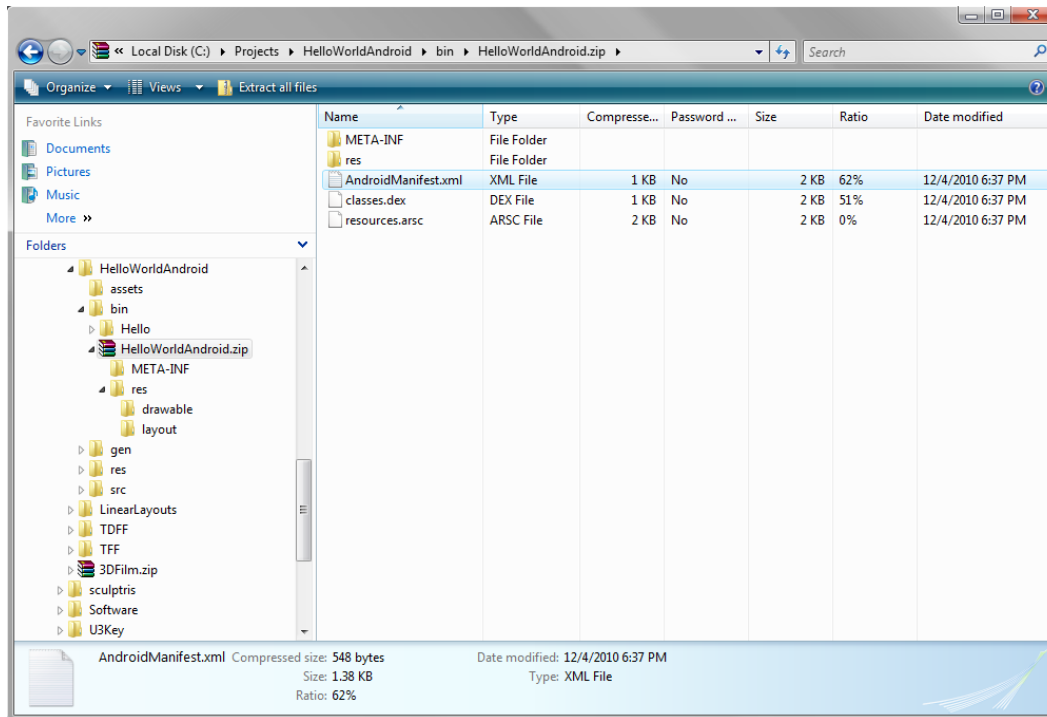 « Local Disk (C:) Projects HelloWorldAndroid bin HelloWorldAndroid.zip Search
Organize Views Extract all files
Favorite Links
Documents
Pictures
Music
More »
Folders
HelloWorldAndroid
assets
bin
Hello
HelloWorldAndroid.zip
META-INF
res
drawable
layout
gen
res
src
LinearLayouts
TDFF
TFF
3DFilm.zip
sculptris
Software
U3Key
Name Type Compresse... Password ... Size Ratio Date modified
META-INF File Folder
res File Folder
AndroidManifest.xml XML File 1 KB No 2 KB 62% 12/4/2010 6:37 PM
classes.dex DEX File 1 KB No 2 KB 51% 12/4/2010 6:37 PM
resources.arsc ARSC File 2 KB No 2 KB 0% 12/4/2010 6:37 PM
AndroidManifest.xml Compressed size: 548 bytes Date modified: 12/4/2010 6:37 PM
Size: 1.38 KB Type: XML File
Ratio: 62%